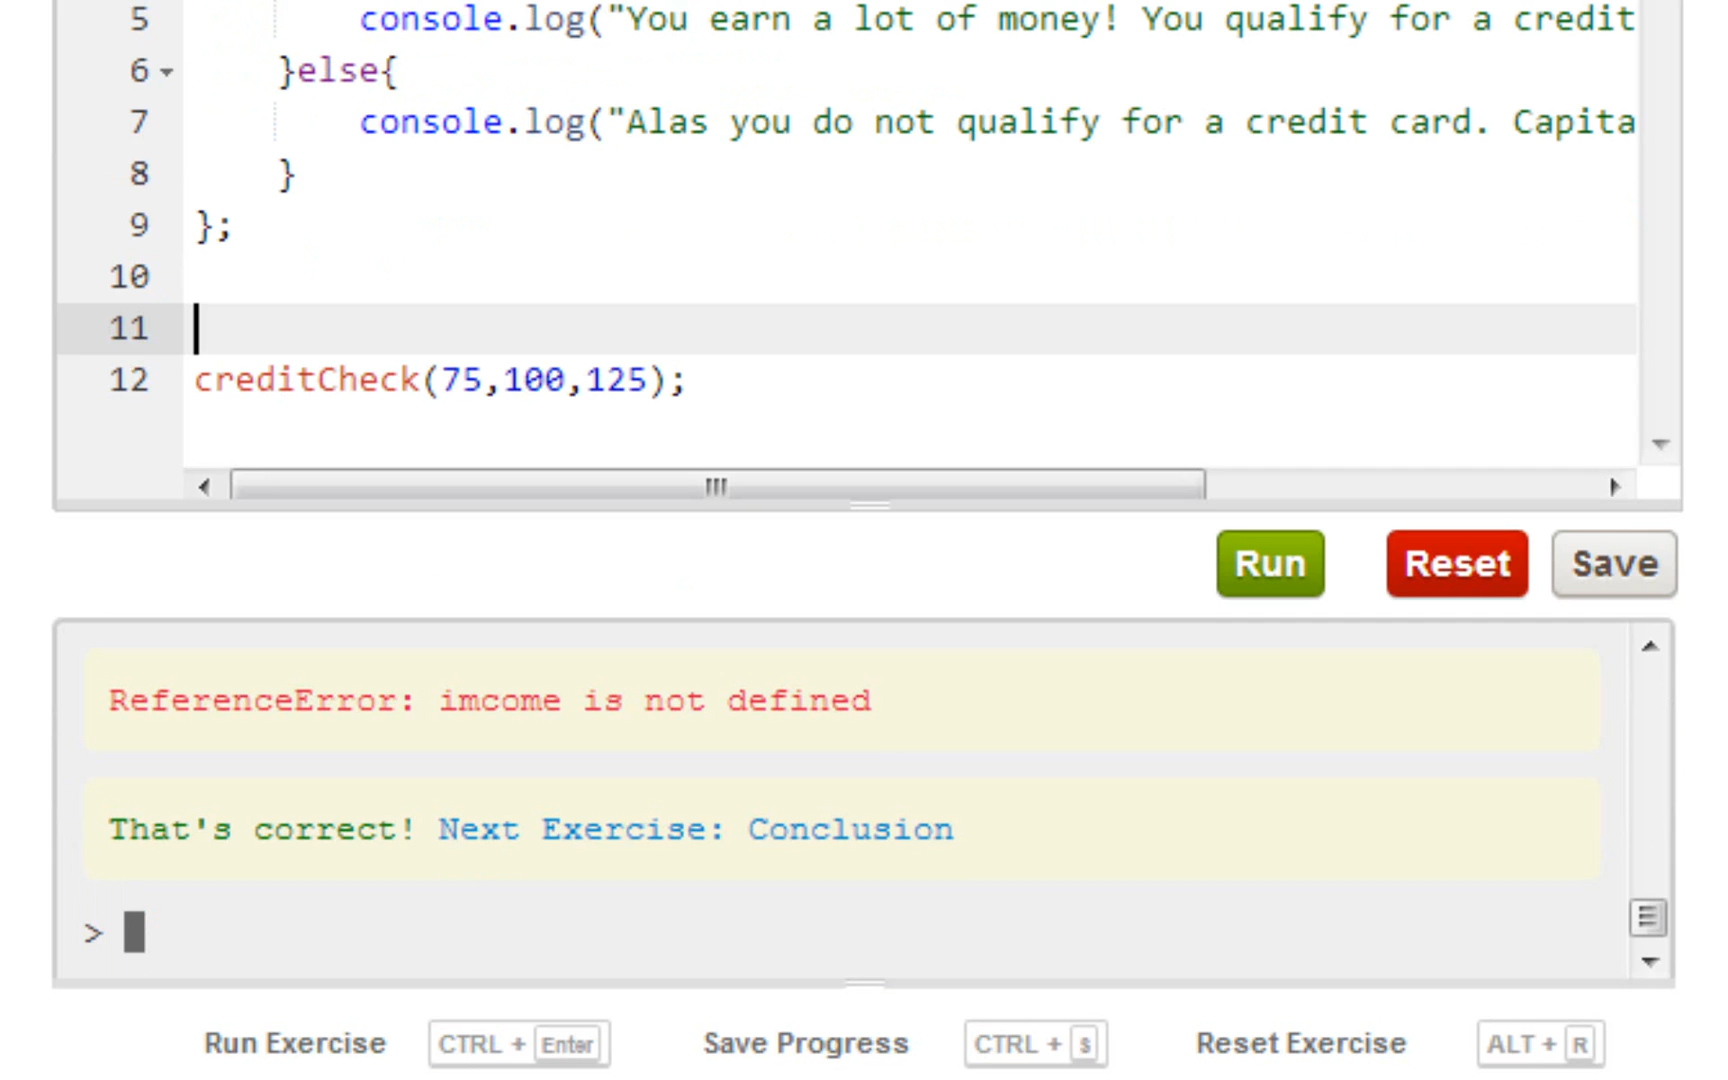 5 console.log("You earn a lot of money! You qualify for a credit
6 }else{
7 console.log("Alas you do not qualify for a credit card. Capita
8 }
9 };
10
11
12 creditCheck(75,100,125);
Run Reset Save
ReferenceError: imcome is not defined
That's correct! Next Exercise: Conclusion
>
Run Exercise CTRL + Enter Save Progress CTRL + s Reset Exercise ALT + R